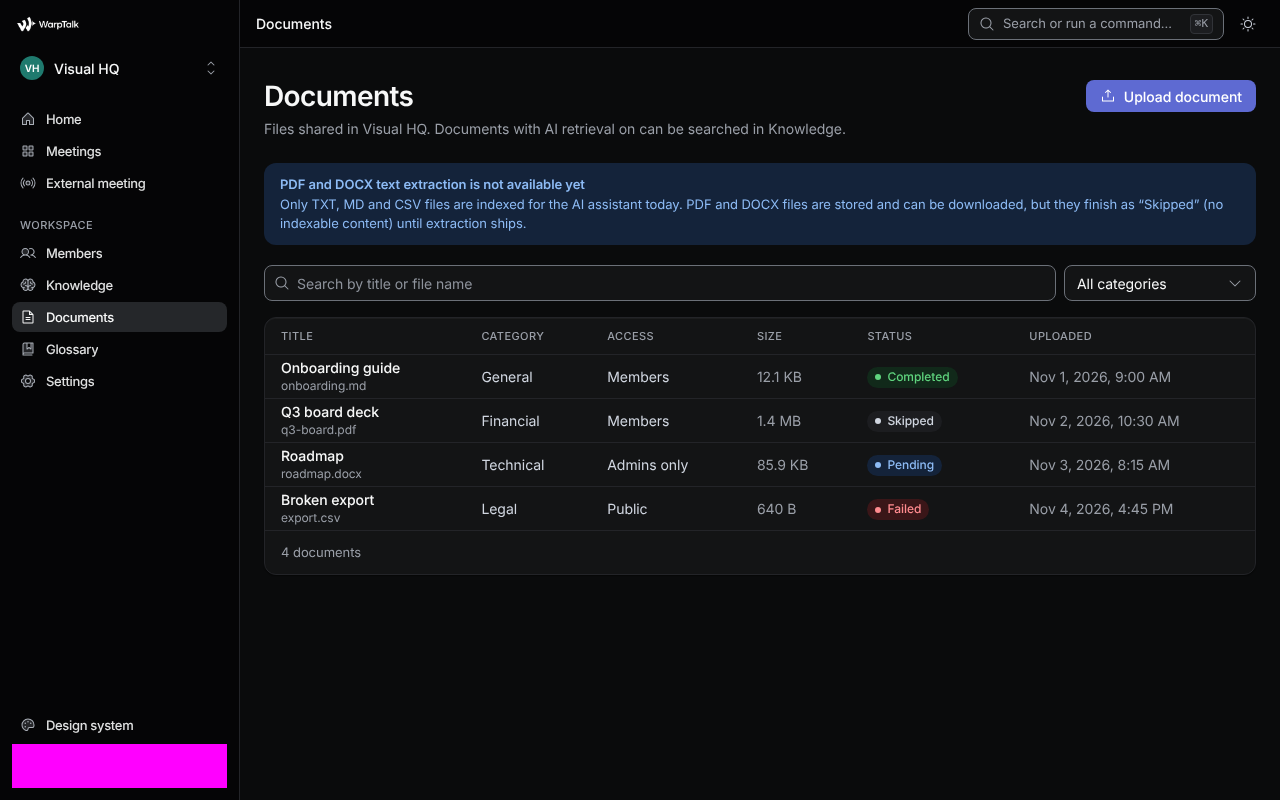 WarpTalk
Documents
Search or run a command...
⌘K
VH
Visual HQ
Home
Meetings
External meeting
WORKSPACE
Members
Knowledge
Documents
Glossary
Settings
Design system
Documents
Upload document
Files shared in Visual HQ. Documents with AI retrieval on can be searched in Knowledge.
PDF and DOCX text extraction is not available yet
Only TXT, MD and CSV files are indexed for the AI assistant today. PDF and DOCX files are stored and can be downloaded, but they finish as “Skipped” (no
indexable content) until extraction ships.
Search by title or file name
All categories
TITLE CATEGORY ACCESS SIZE STATUS UPLOADED
Onboarding guide
onboarding.md
General Members 12.1 KB Completed Nov 1, 2026, 9:00 AM
Q3 board deck
q3-board.pdf
Financial Members 1.4 MB Skipped Nov 2, 2026, 10:30 AM
Roadmap
roadmap.docx
Technical Admins only 85.9 KB Pending Nov 3, 2026, 8:15 AM
Broken export
export.csv
Legal Public 640 B Failed Nov 4, 2026, 4:45 PM
4 documents